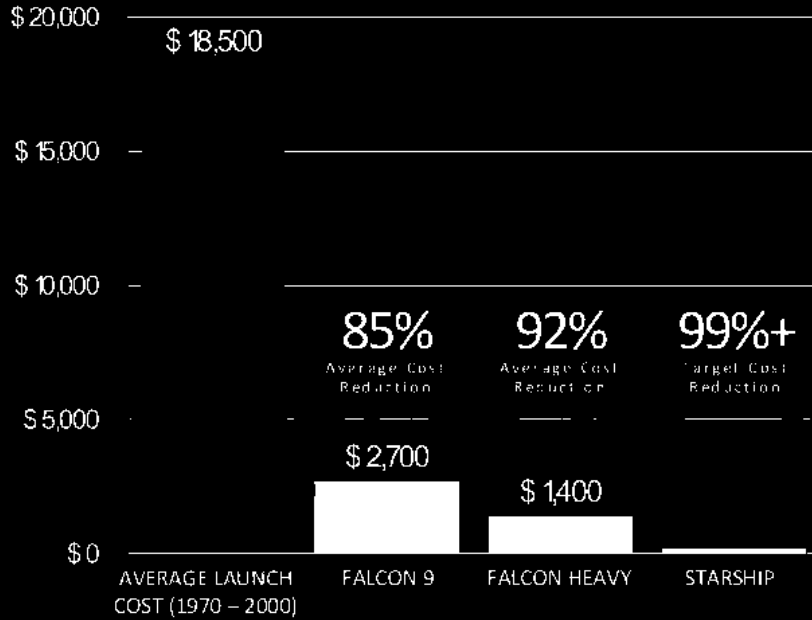 $ 20,000
$ 18,500
$ 15,000
$ 10,000
85%
Average Cost
Reduction
92%
Average Cost
Reduction
99%+
Target Cost
Reduction
$ 5,000
$ 2,700
$ 1,400
$ 0
AVERAGE LAUNCH
COST (1970 – 2000)
FALCON 9
FALCON HEAVY
STARSHIP